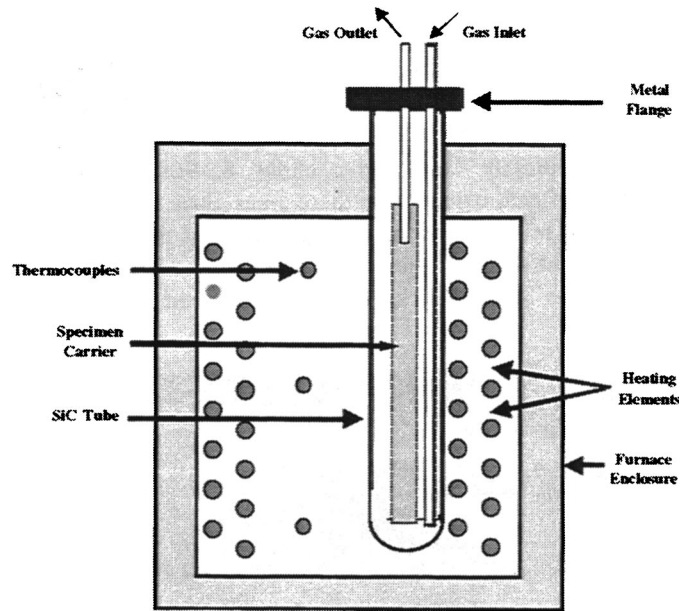 Gas Outlet
Gas Inlet
Metal
Flange
Thermocouples
Specimen
Carrier
SiC Tube
Heating
Elements
Furnace
Enclosure